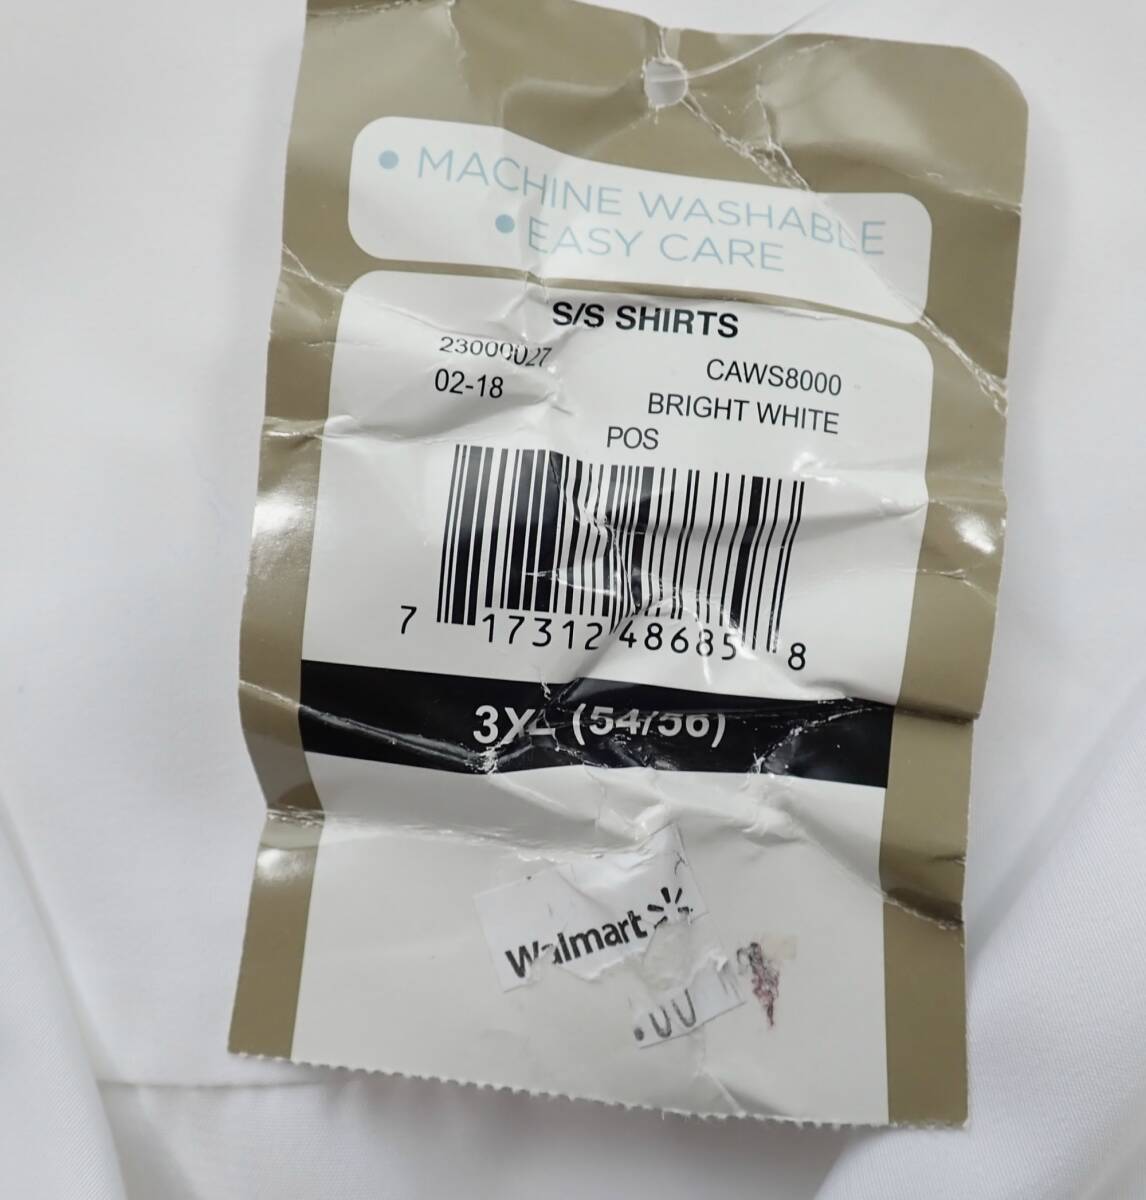 • MACHINE WASHABLE
• EASY CARE
S/S SHIRTS
23000027
CAWS8000
02-18
BRIGHT WHITE
POS
7 17312 48685 8
3XL (54/56)
Walmart
.00